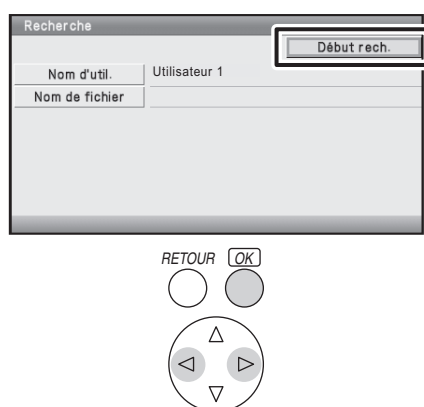 Recherche
Début rech.
Nom d'util. Utilisateur 1
Nom de fichier
RETOUR OK